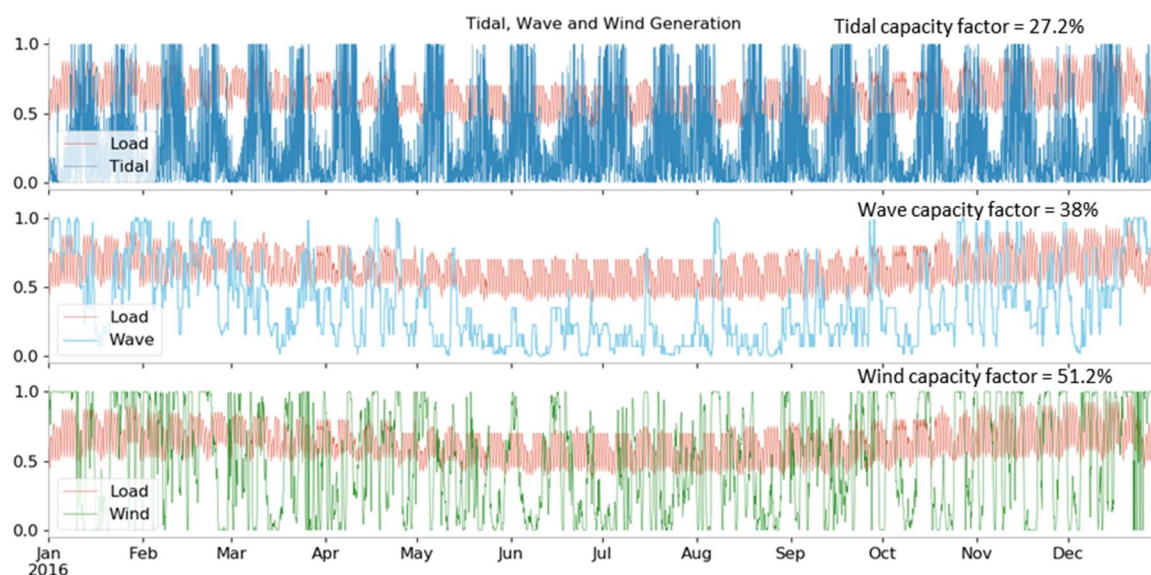 Tidal, Wave and Wind Generation
Tidal capacity factor = 27.2%
1.0
0.5
0.0
Load
Tidal
Wave capacity factor = 38%
1.0
0.5
0.0
Load
Wave
Wind capacity factor = 51.2%
1.0
0.5
0.0
Load
Wind
Jan Feb Mar Apr May Jun Jul Aug Sep Oct Nov Dec
2016